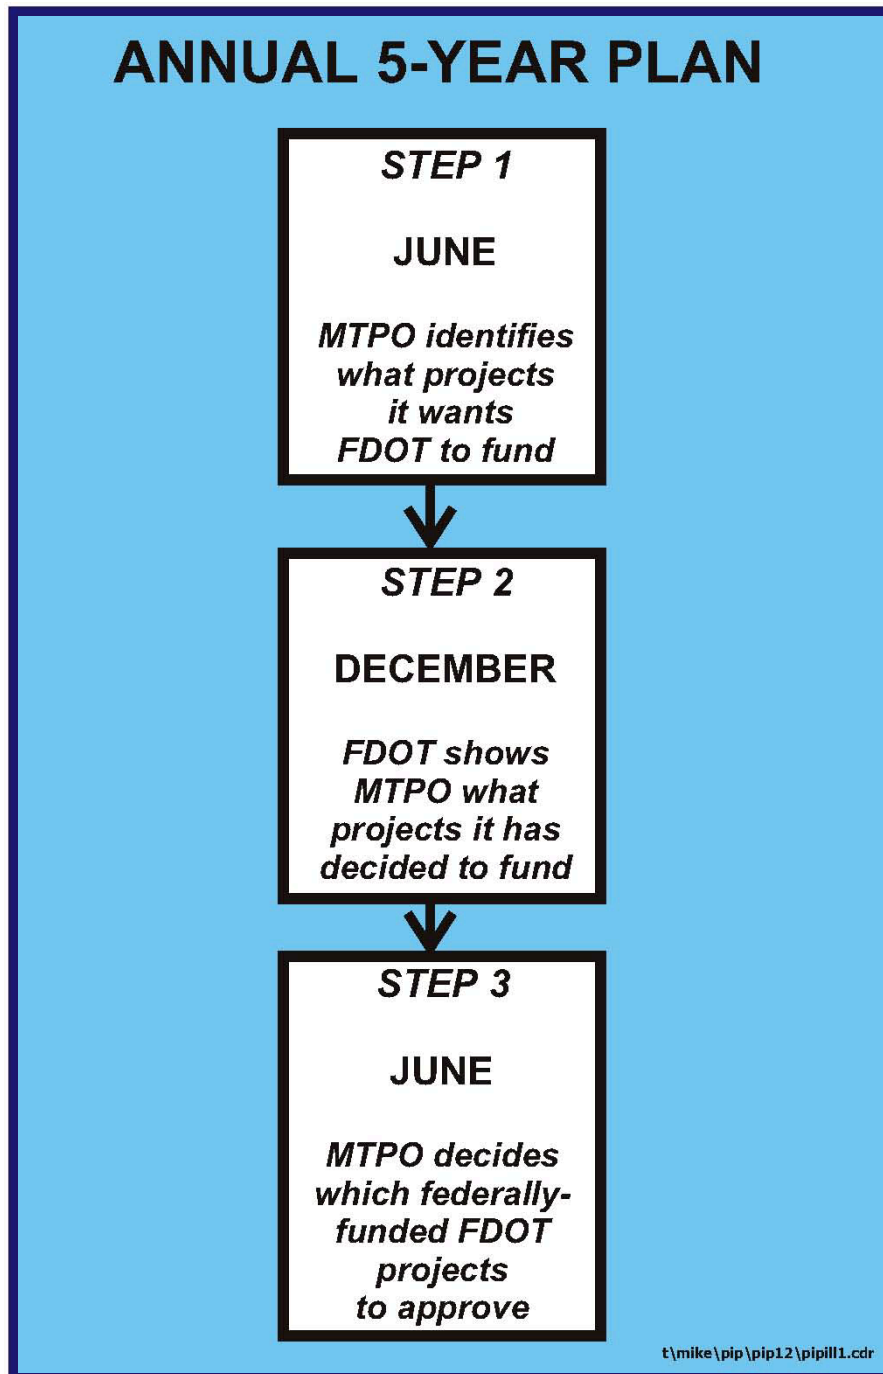 ANNUAL 5-YEAR PLAN
STEP 1
JUNE
MTPO identifies
what projects
it wants
FDOT to fund
STEP 2
DECEMBER
FDOT shows
MTPO what
projects it has
decided to fund
STEP 3
JUNE
MTPO decides
which federally-
funded FDOT
projects
to approve
t\mike\pip\pip12\pipill1.cdr